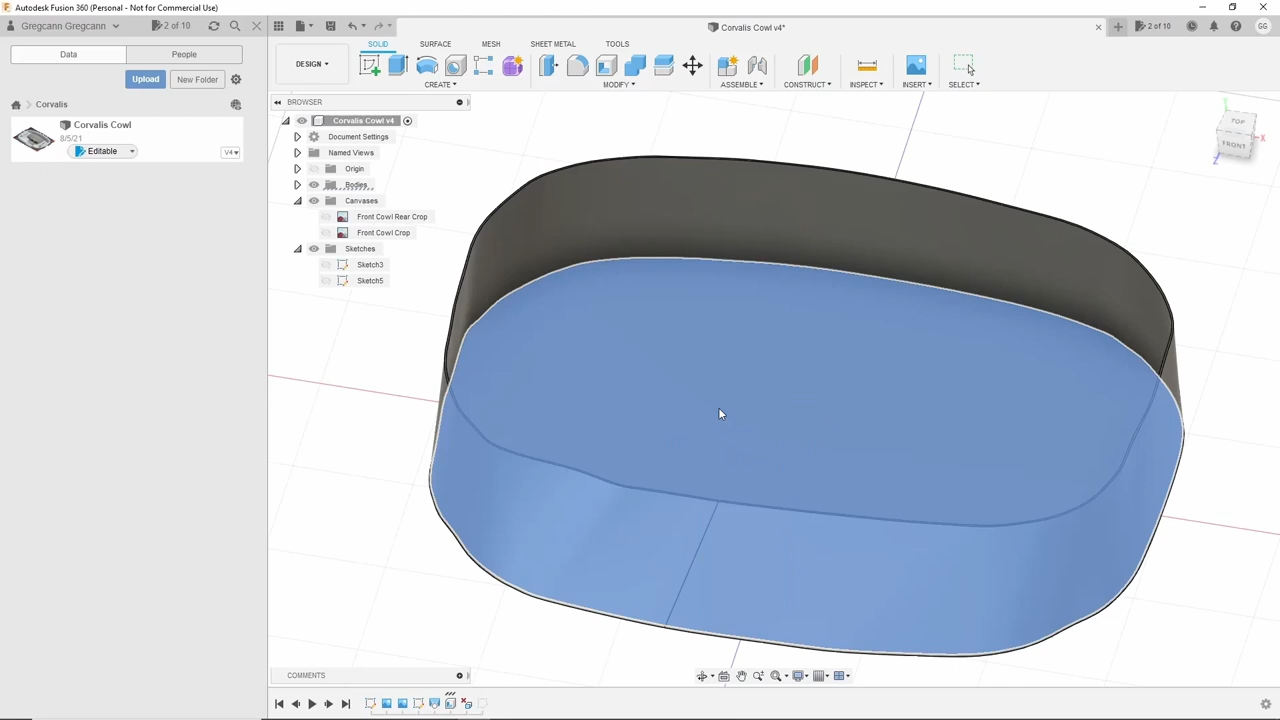 Autodesk Fusion 360 (Personal - Not for Commercial Use)
Gregcann Gregcann
2 of 10
Corvalis Cowl v4*
2 of 10
GG
Data
People
Upload
New Folder
Corvalis
Corvalis Cowl
8/5/21
Editable
V4
DESIGN
SOLID
SURFACE
MESH
SHEET METAL
TOOLS
CREATE
MODIFY
ASSEMBLE
CONSTRUCT
INSPECT
INSERT
SELECT
BROWSER
Corvalis Cowl v4
Document Settings
Named Views
Origin
Bodies
Canvases
Front Cowl Rear Crop
Front Cowl Crop
Sketches
Sketch3
Sketch5
TOP
FRONT
X
Z
COMMENTS